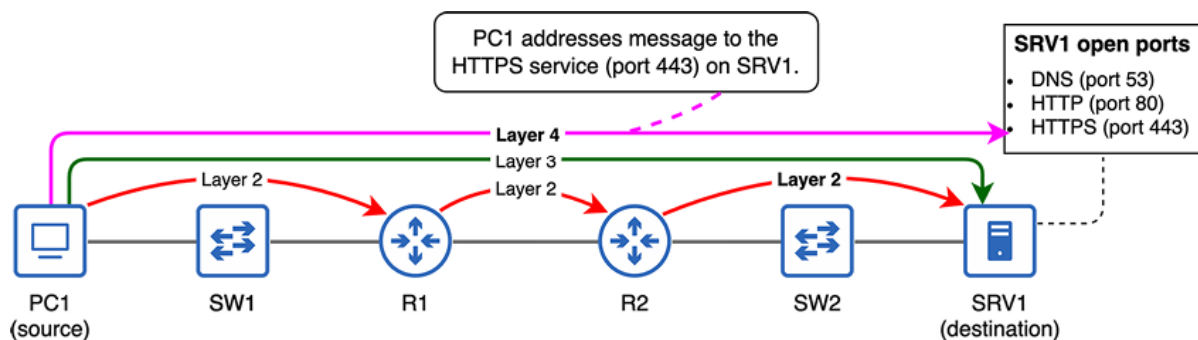 PC1 addresses message to the
HTTPS service (port 443) on SRV1.
SRV1 open ports
• DNS (port 53)
• HTTP (port 80)
• HTTPS (port 443)
Layer 4
Layer 3
Layer 2
Layer 2
Layer 2
PC1
(source)
SW1
R1
R2
SW2
SRV1
(destination)